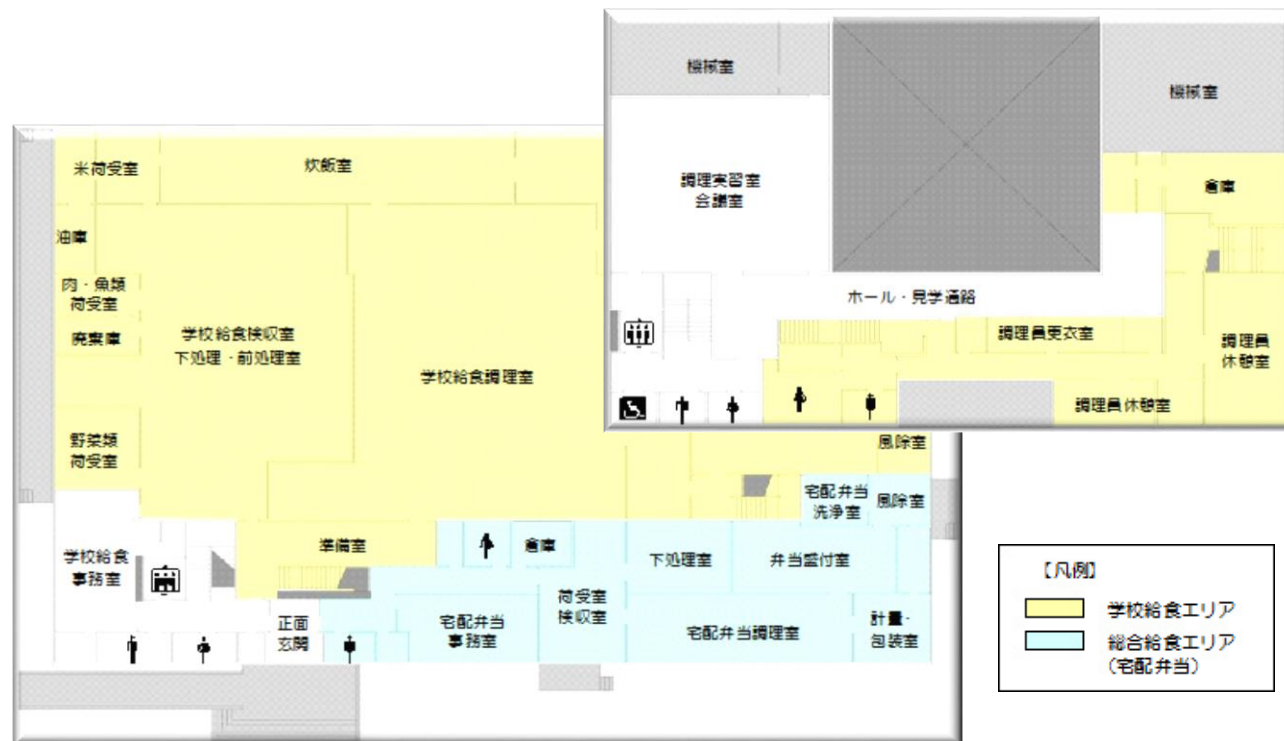 機械室
機械室
調理実習室
会議室
倉庫
ホール・見学通路
調理員更衣室
調理員
休憩室
調理員休憩室
米荷受室
炊飯室
油庫
肉・魚類
荷受室
廃棄庫
学校給食検収室
下処理・前処理室
学校給食調理室
野菜類
荷受室
風除室
宅配弁当
洗浄室
風除室
学校給食
事務室
準備室
倉庫
下処理室
弁当盛付室
荷受室
検収室
正面
玄関
宅配弁当
事務室
宅配弁当調理室
計量・
包装室
【凡例】
学校給食エリア
総合給食エリア
(宅配弁当)